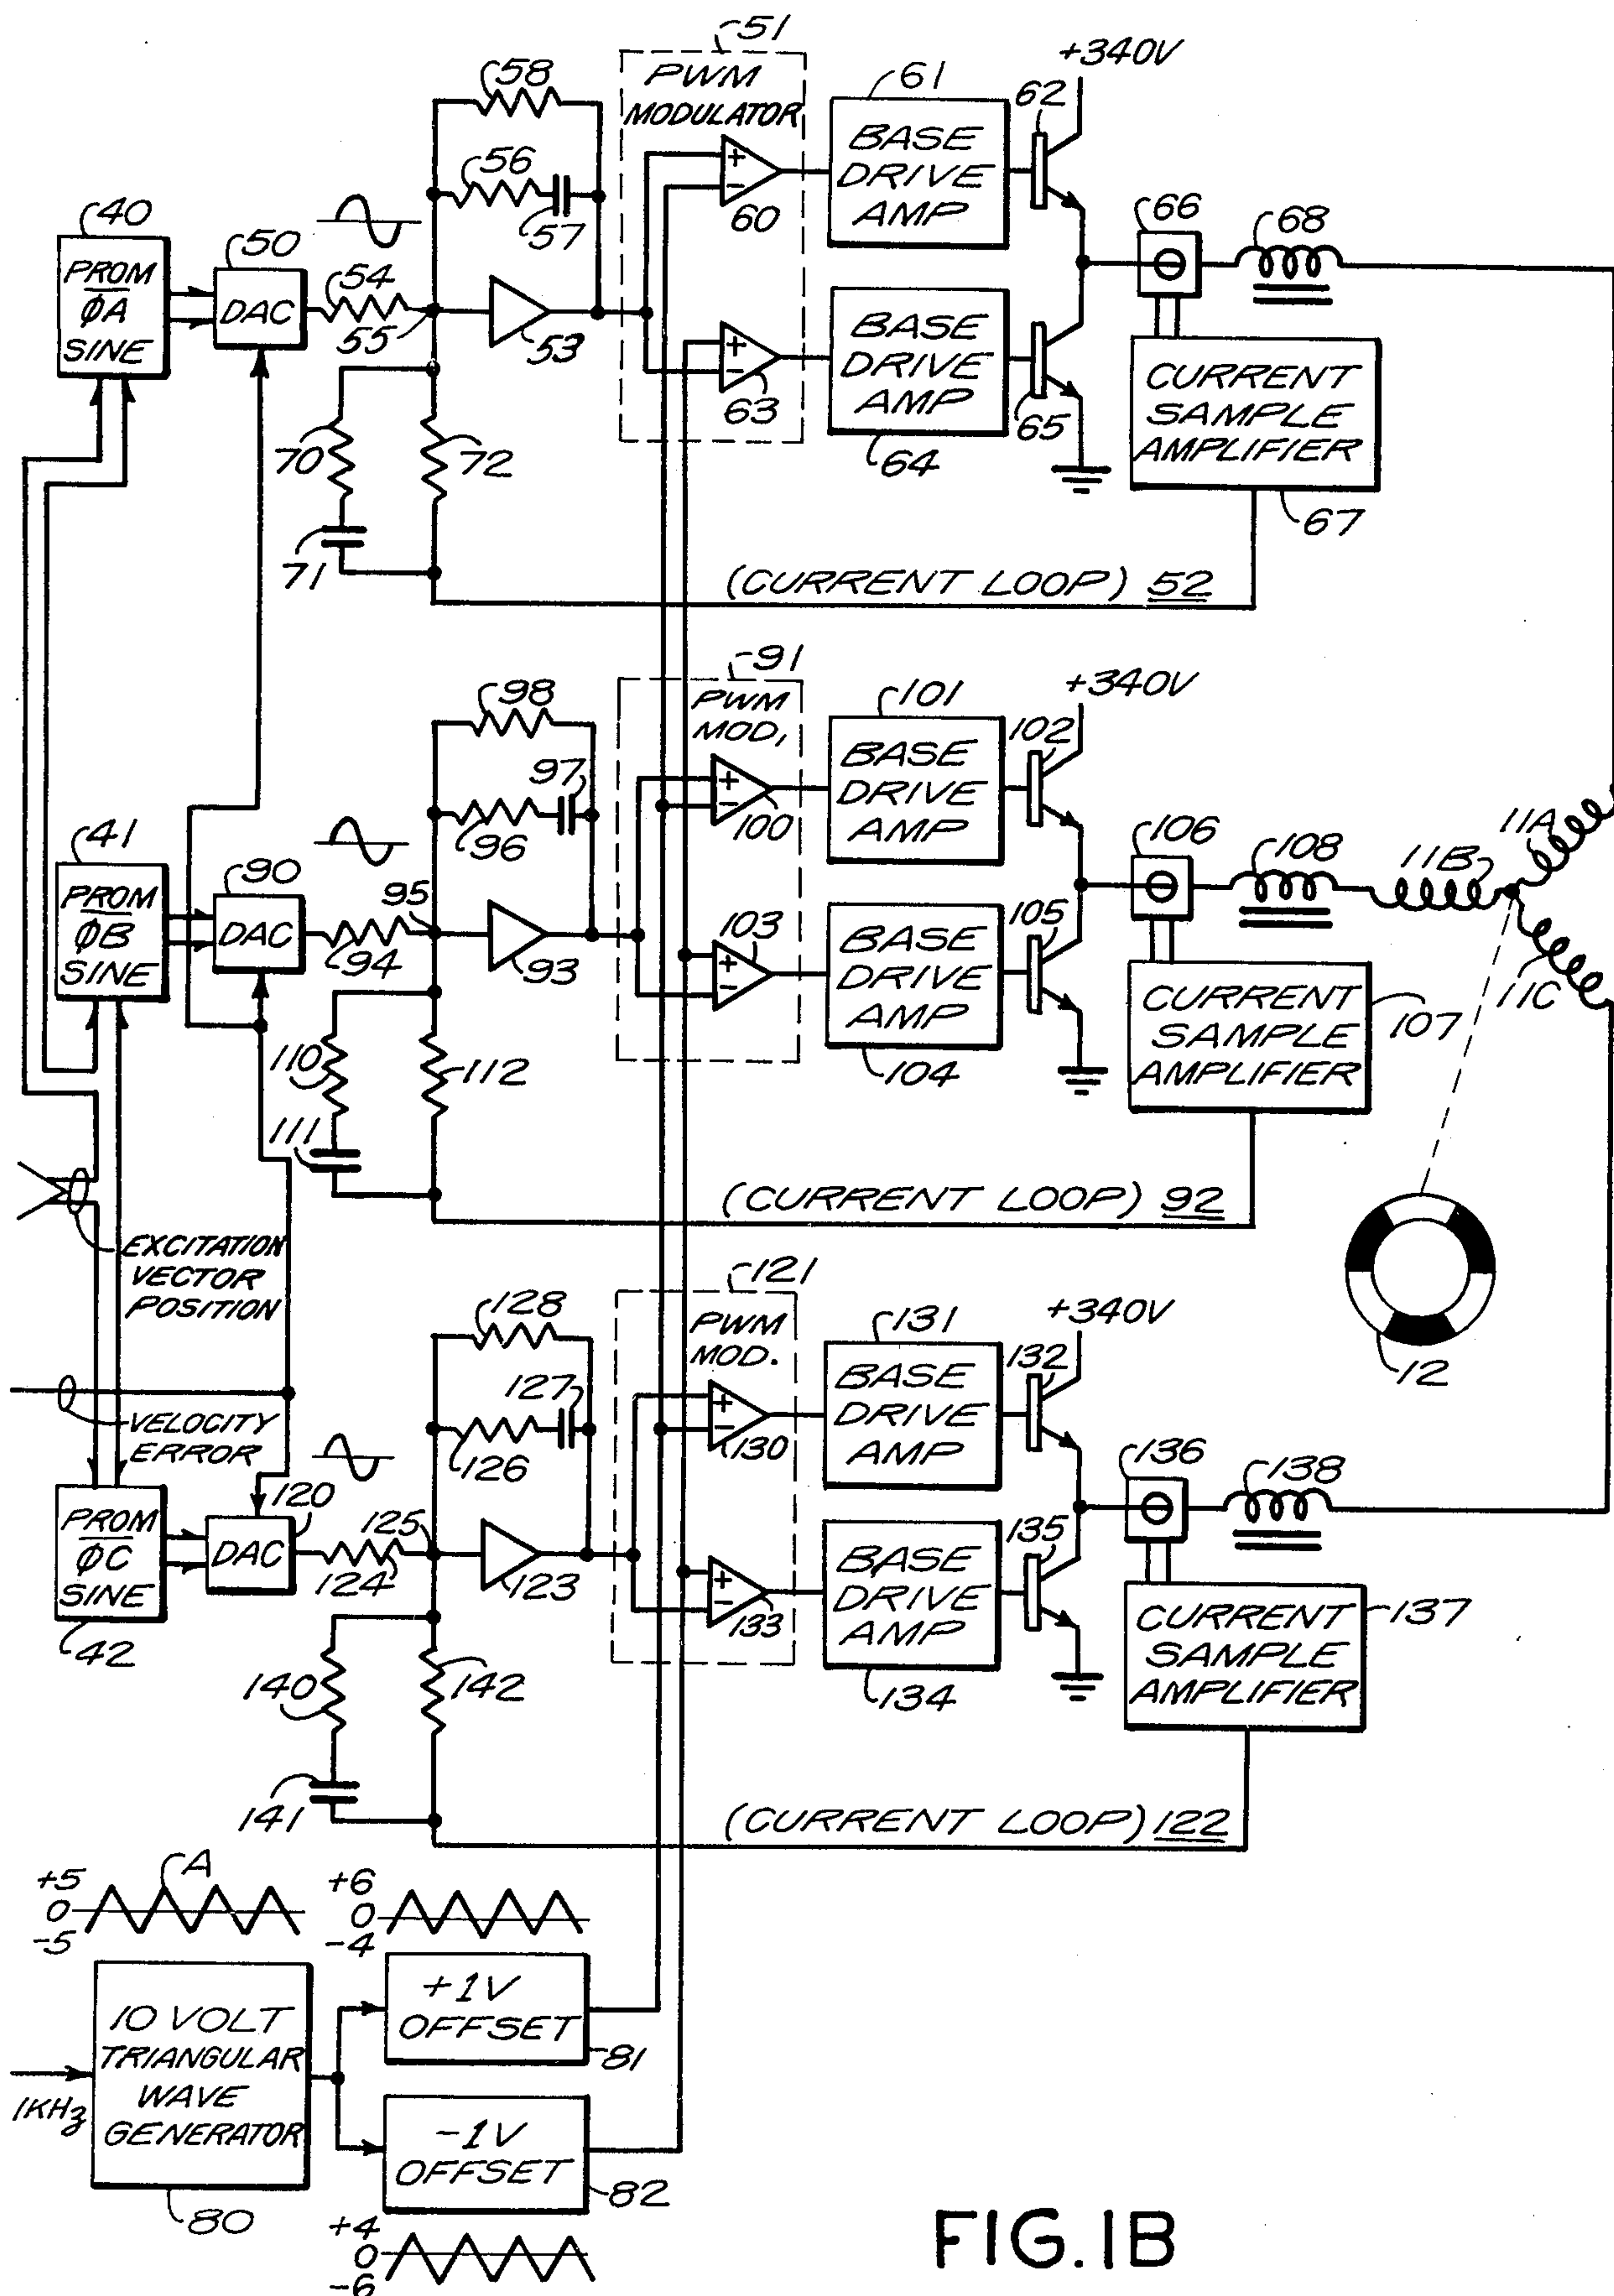 51
58
PWM
MODULATOR
61
62
+340V
BASE
DRIVE
AMP
56
57
+
−
60
40
50
54
66
68
PROM
φA
SINE
DAC
55
53
+
−
63
BASE
DRIVE
AMP
65
64
CURRENT
SAMPLE
AMPLIFIER
67
70
72
71
(CURRENT LOOP) 52
91
98
PWM
MOD,
101
102
+340V
BASE
DRIVE
AMP
97
96
+
−
100
41
90
95
106
108
11B
11A
PROM
φB
SINE
DAC
94
93
103
+
−
BASE
DRIVE
AMP
105
104
11C
CURRENT
SAMPLE
AMPLIFIER
107
110
112
111
(CURRENT LOOP) 92
EXCITATION
VECTOR
POSITION
12
121
128
PWM
MOD.
131
132
+340V
BASE
DRIVE
AMP
127
126
+
−
130
VELOCITY
ERROR
120
125
136
138
PROM
φC
SINE
DAC
124
123
+
−
133
BASE
DRIVE
AMP
135
134
42
CURRENT
SAMPLE
AMPLIFIER
137
140
142
141
(CURRENT LOOP) 122
A
+5
0
-5
+6
0
-4
10 VOLT
TRIANGULAR
WAVE
GENERATOR
1KHz
80
+1V
OFFSET
81
-1V
OFFSET
82
+4
0
-6
FIG. 1B